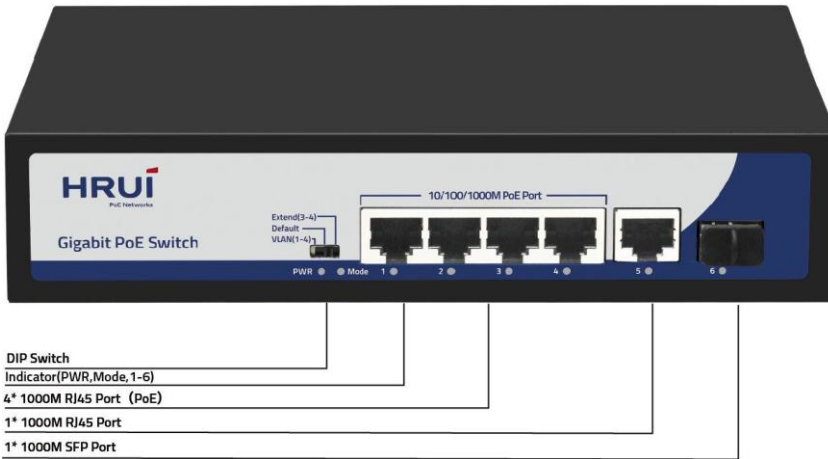 HRUI
PoE Networks
Gigabit PoE Switch
Extend(3-4)
Default
VLAN(1-4)
10/100/1000M PoE Port
PWR Mode 1 2 3 4 5 6
DIP Switch
Indicator(PWR,Mode,1-6)
4* 1000M RJ45 Port (PoE)
1* 1000M RJ45 Port
1* 1000M SFP Port